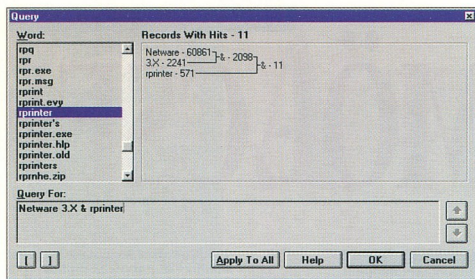 Query
Word:
rpq
rpr
rpr.exe
rpr.msg
rprint
rprint.evy
rprinter
rprinter's
rprinter.exe
rprinter.hlp
rprinter.old
rprinters
rprnhe.zip
Records With Hits - 11
Netware - 60861
3.X - 2241
& - 2098
rprinter - 571
& - 11
Query For:
Netware 3.X & rprinter
[ ]
Apply To All
Help
OK
Cancel